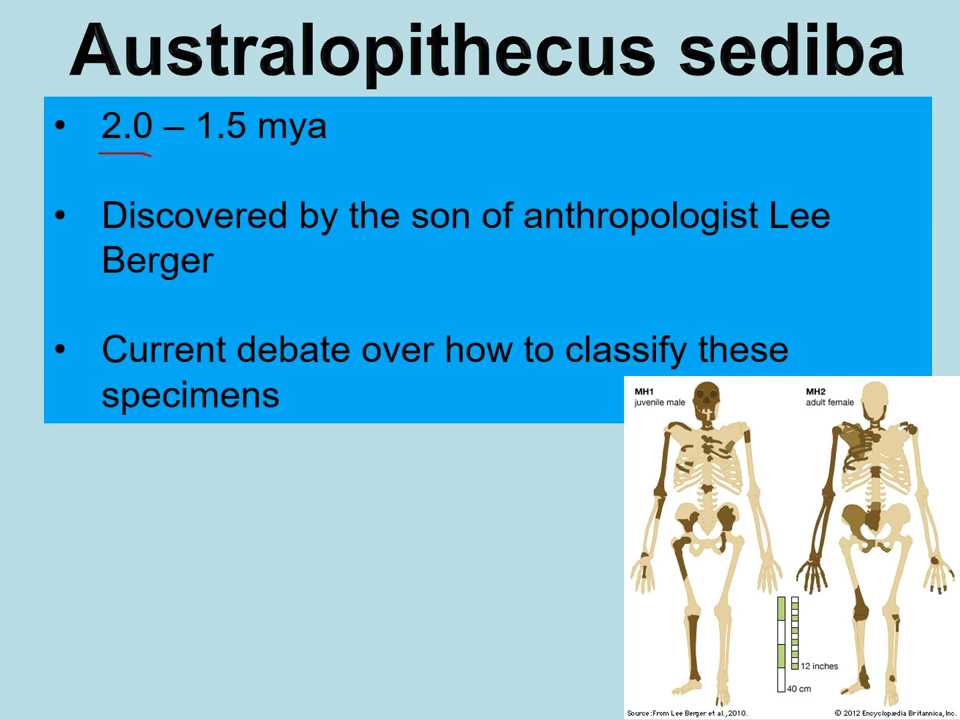 Australopithecus sediba
• 2.0 – 1.5 mya
• Discovered by the son of anthropologist Lee
Berger
• Current debate over how to classify these
specimens
MH1
juvenile male
MH2
adult female
12 inches
40 cm
Source:From Lee Berger et al., 2010.
© 2012 Encyclopædia Britannica, Inc.